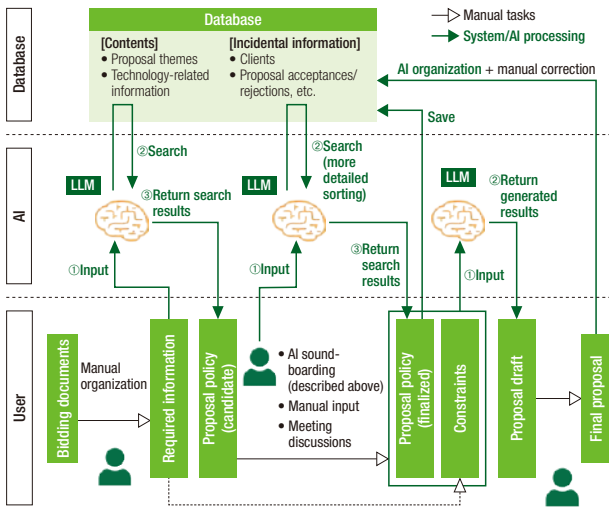 Database
Manual tasks
System/AI processing
Database
[Contents]
• Proposal themes
• Technology-related
information
[Incidental information]
• Clients
• Proposal acceptances/
rejections, etc.
AI organization + manual correction
Save
AI
②Search
LLM
③Return search
results
①Input
②Search
(more
detailed
sorting)
LLM
③Return
search
results
①Input
LLM
②Return
generated
results
①Input
User
Bidding documents
Manual
organization
Required information
Proposal policy
(candidate)
• AI sound-
boarding
(described above)
• Manual input
• Meeting
discussions
Proposal policy
(finalized)
Constraints
Proposal draft
Final proposal